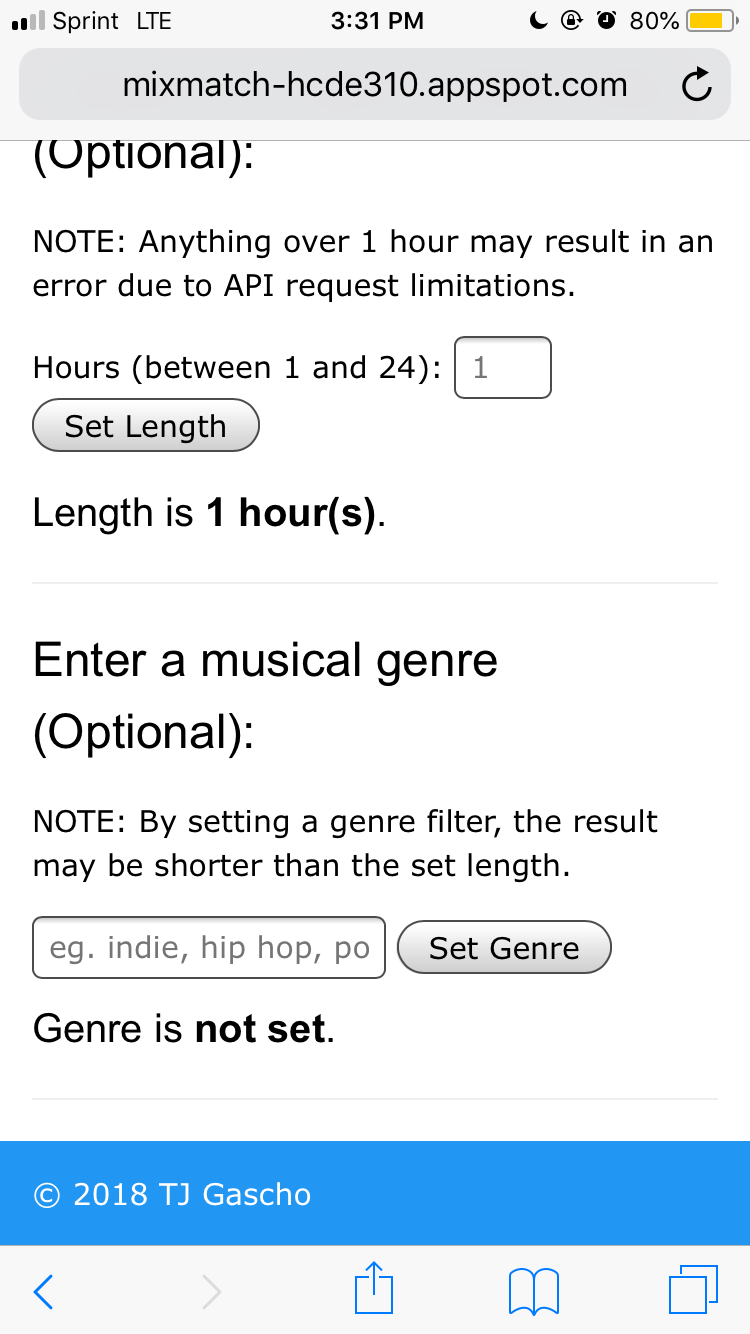 Sprint LTE 3:31 PM 80%
mixmatch-hcde310.appspot.com
(Optional):
NOTE: Anything over 1 hour may result in an
error due to API request limitations.
Hours (between 1 and 24): 1
Set Length
Length is 1 hour(s).
Enter a musical genre
(Optional):
NOTE: By setting a genre filter, the result
may be shorter than the set length.
eg. indie, hip hop, po Set Genre
Genre is not set.
© 2018 TJ Gascho